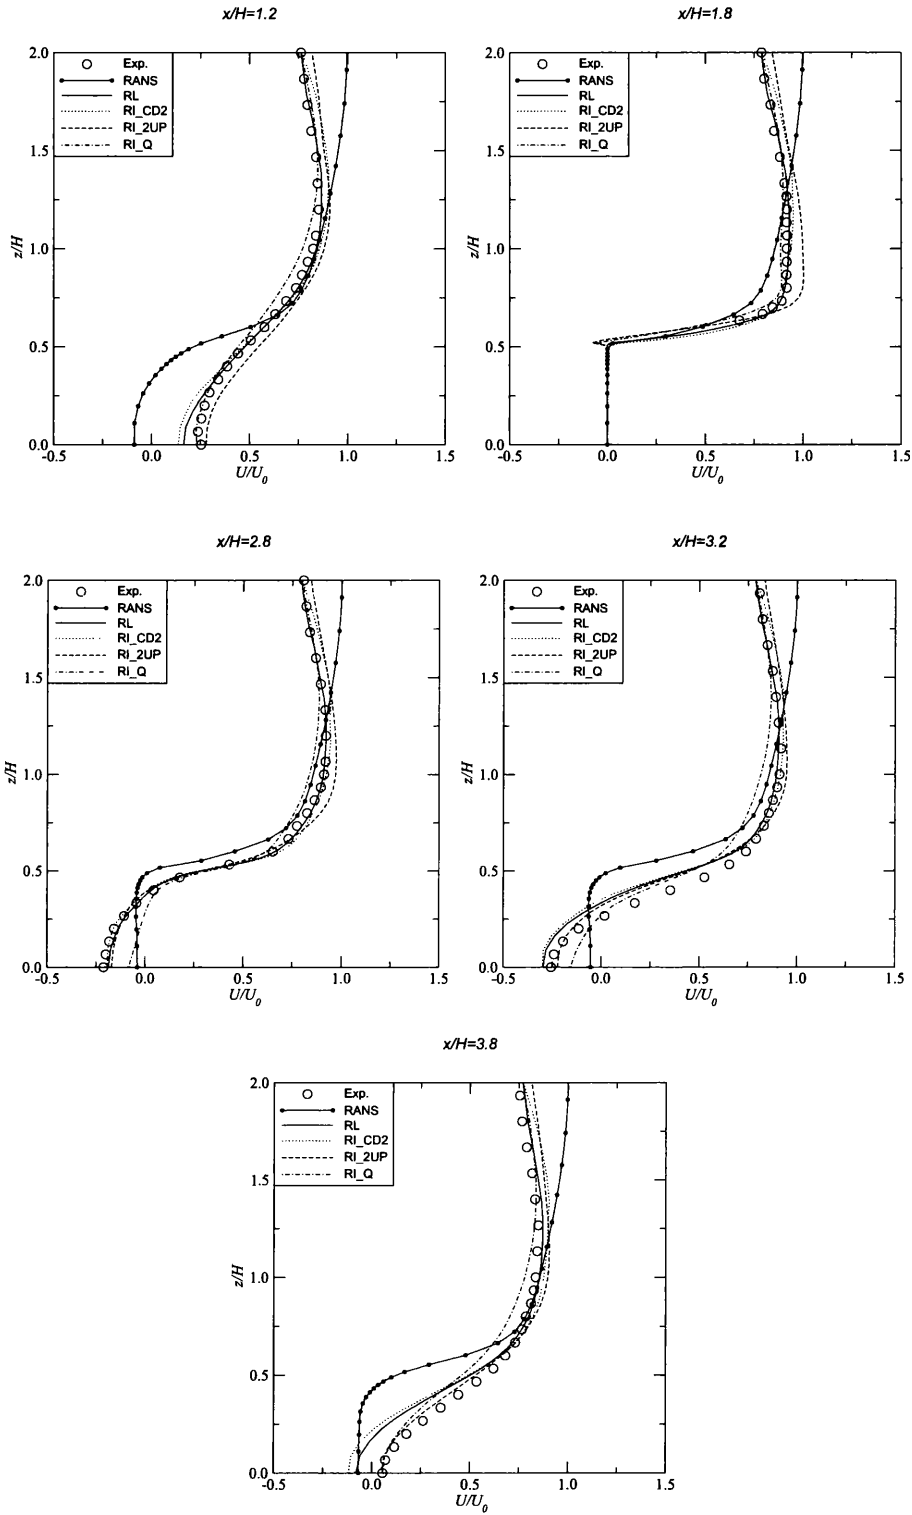 x/H=1.2
2.0
1.5
1.0
0.5
0.0
z/H
Exp.
RANS
RL
RI_CD2
RI_2UP
RI_Q
-0.5 0.0 0.5 1.0 1.5
U/U0
x/H=1.8
2.0
1.5
1.0
0.5
0.0
z/H
Exp.
RANS
RL
RI_CD2
RI_2UP
RI_Q
-0.5 0.0 0.5 1.0 1.5
U/U0
x/H=2.8
2.0
1.5
1.0
0.5
0.0
z/H
Exp.
RANS
RL
RI_CD2
RI_2UP
RI_Q
-0.5 0.0 0.5 1.0 1.5
U/U0
x/H=3.2
2.0
1.5
1.0
0.5
0.0
z/H
Exp.
RANS
RL
RI_CD2
RI_2UP
RI_Q
-0.5 0.0 0.5 1.0 1.5
U/U0
x/H=3.8
2.0
1.5
1.0
0.5
0.0
z/H
Exp.
RANS
RL
RI_CD2
RI_2UP
RI_Q
-0.5 0.0 0.5 1.0 1.5
U/U0